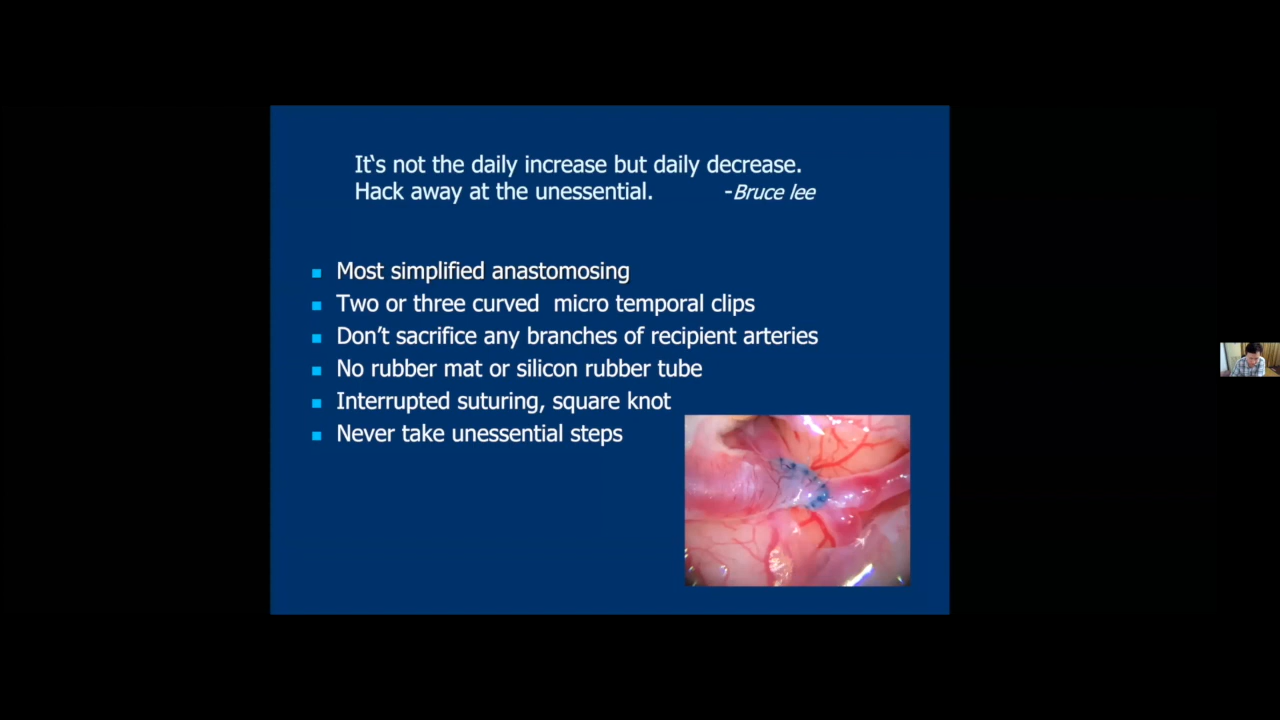 It‘s not the daily increase but daily decrease.
Hack away at the unessential. -Bruce lee
Most simplified anastomosing
Two or three curved micro temporal clips
Don’t sacrifice any branches of recipient arteries
No rubber mat or silicon rubber tube
Interrupted suturing, square knot
Never take unessential steps